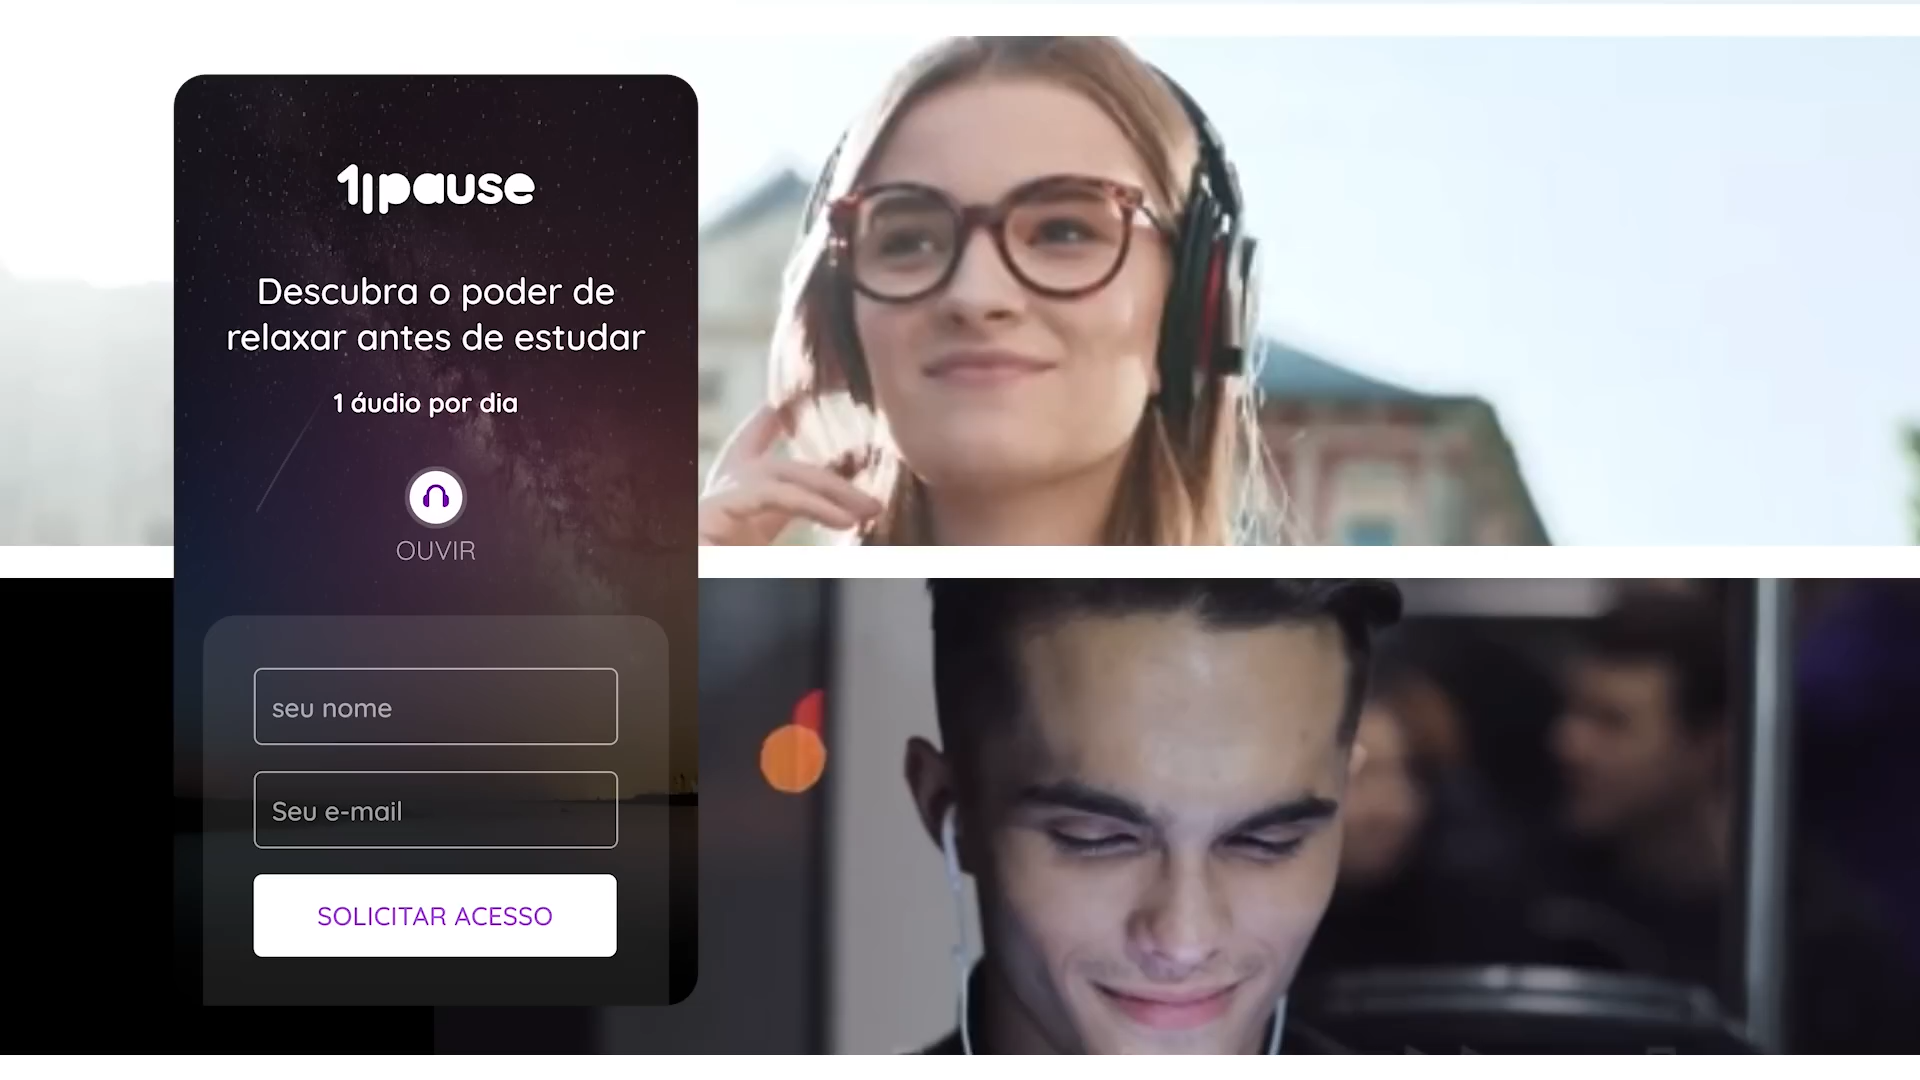 1||pause
Descubra o poder de
relaxar antes de estudar
1 áudio por dia
OUVIR
seu nome
Seu e-mail
SOLICITAR ACESSO